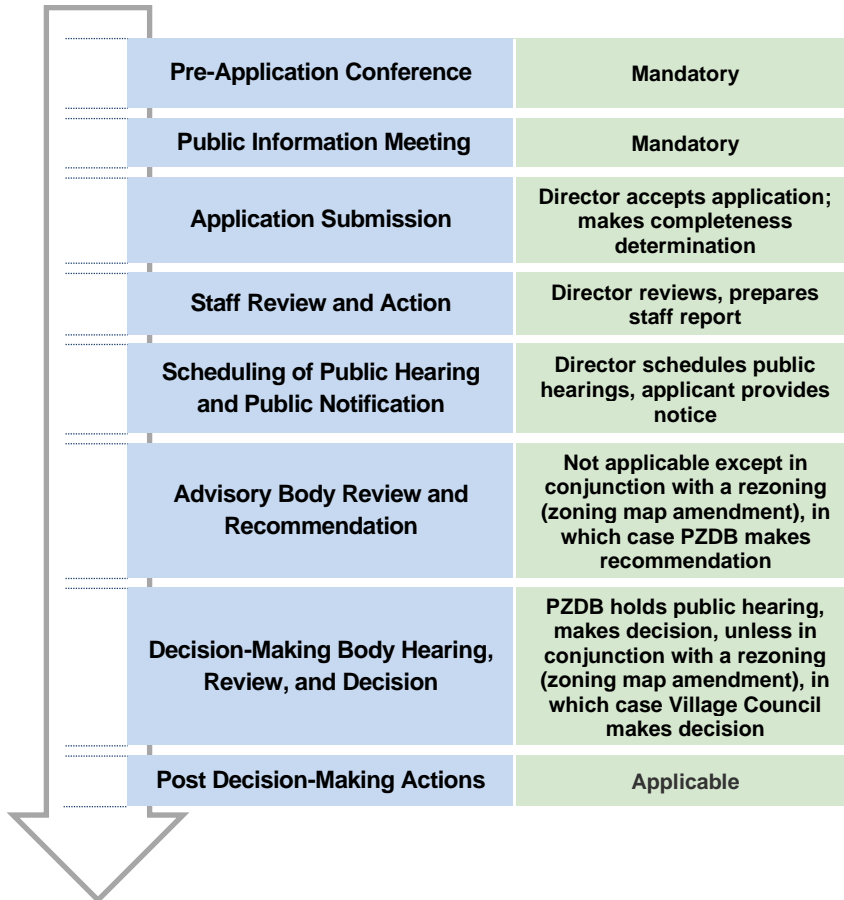 Pre-Application Conference
Mandatory
Public Information Meeting
Mandatory
Application Submission
Director accepts application;
makes completeness
determination
Staff Review and Action
Director reviews, prepares
staff report
Scheduling of Public Hearing
and Public Notification
Director schedules public
hearings, applicant provides
notice
Advisory Body Review and
Recommendation
Not applicable except in
conjunction with a rezoning
(zoning map amendment), in
which case PZDB makes
recommendation
Decision-Making Body Hearing,
Review, and Decision
PZDB holds public hearing,
makes decision, unless in
conjunction with a rezoning
(zoning map amendment), in
which case Village Council
makes decision
Post Decision-Making Actions
Applicable